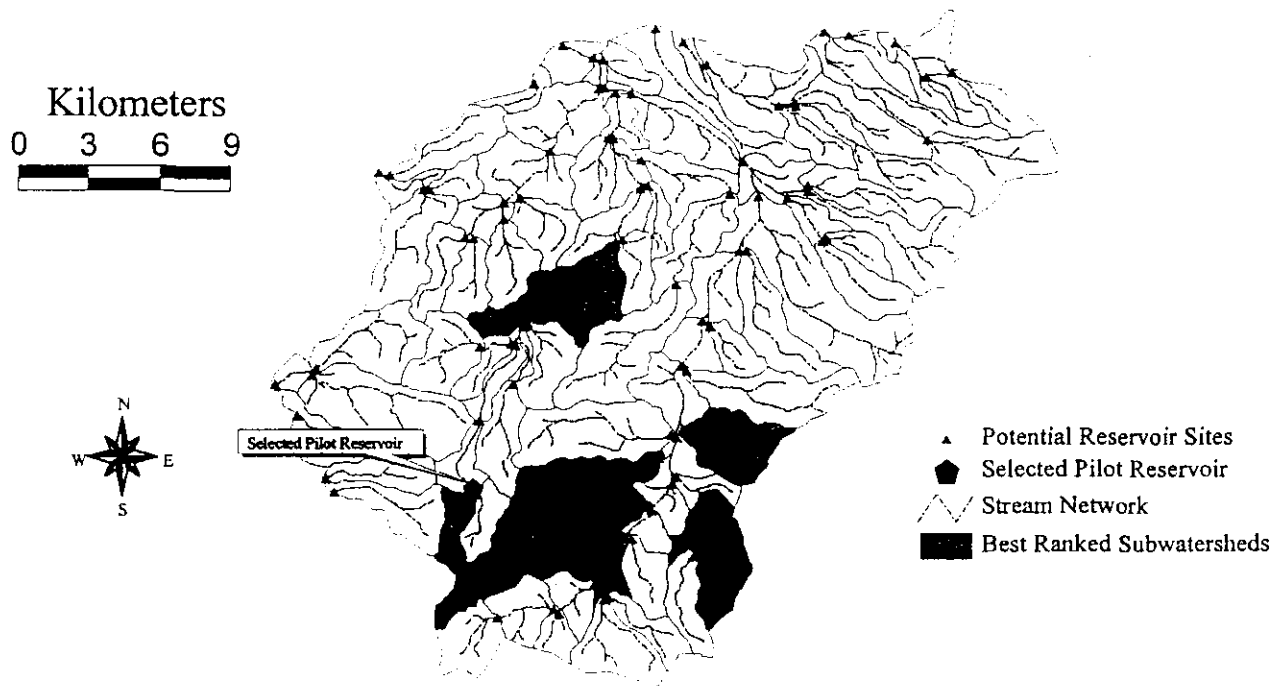 Kilometers
0 3 6 9
N
W E
S
Selected Pilot Reservoir
Potential Reservoir Sites
Selected Pilot Reservoir
Stream Network
Best Ranked Subwatersheds